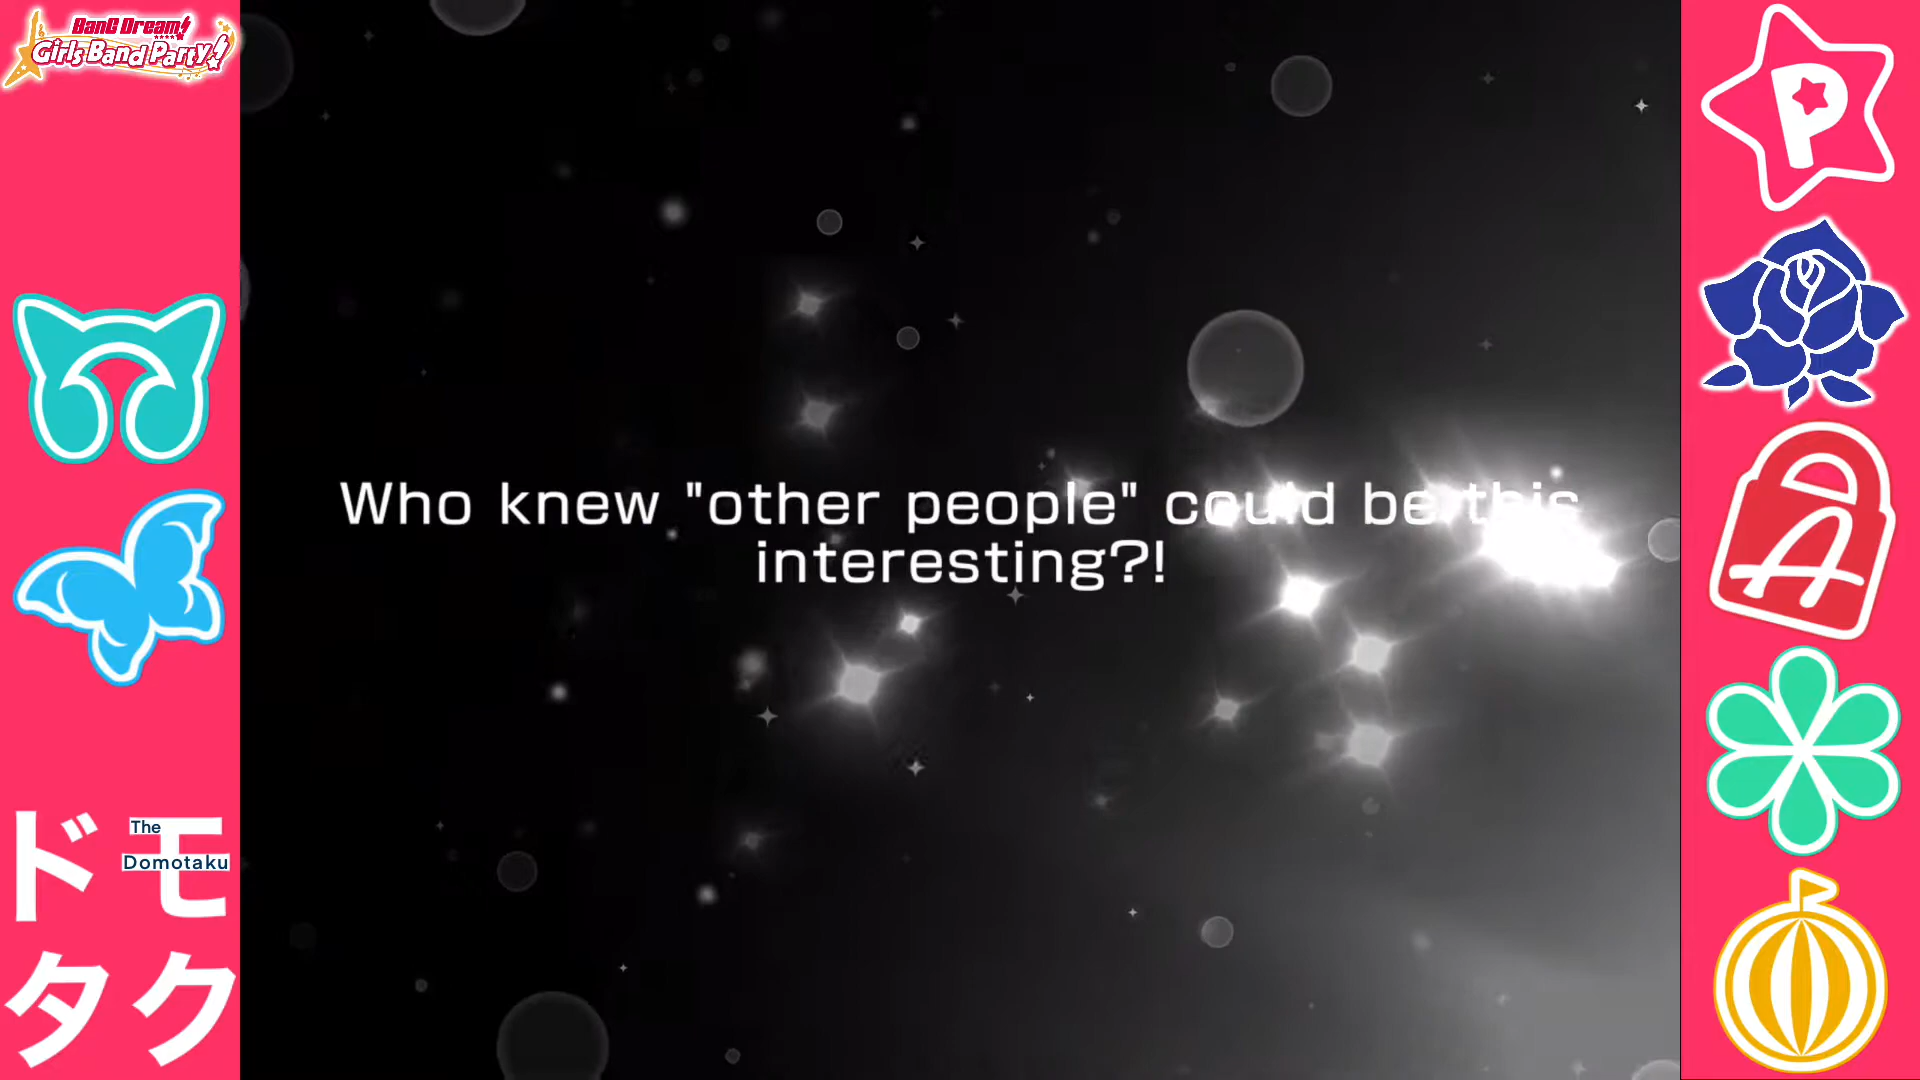 BanG Dream!
Girls Band Party!
P
Who knew "other people" could be this
interesting?!
A
The
Domotaku
ドモ
タク